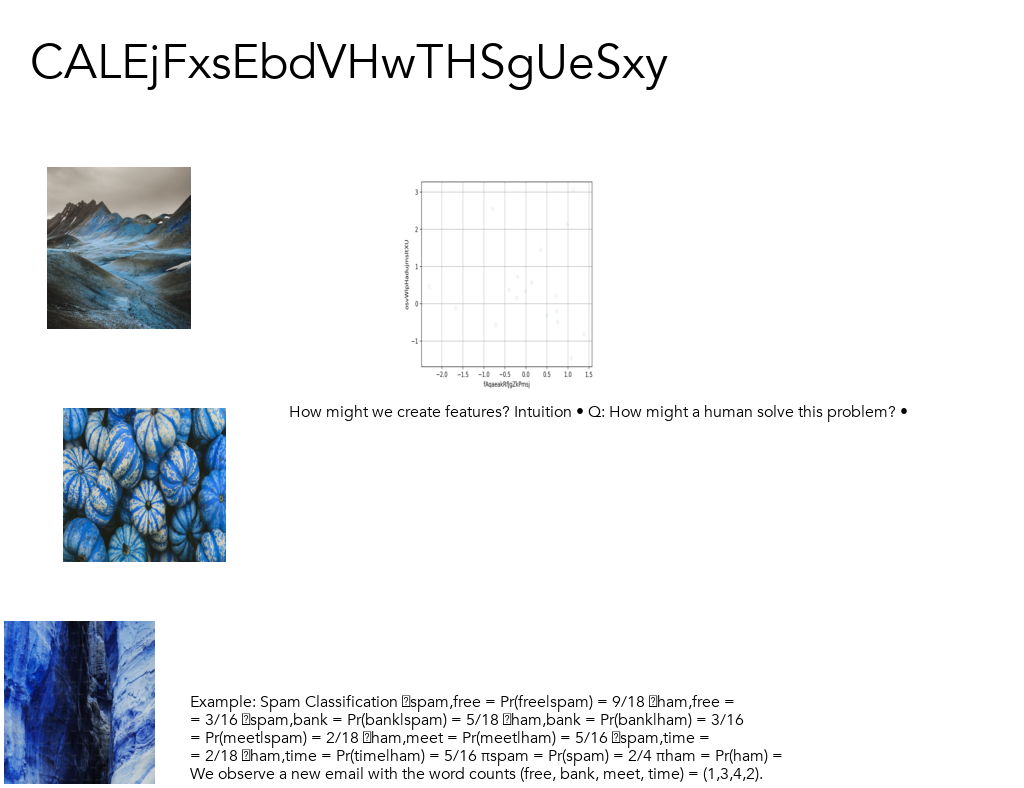 CALEjFxsEbdVHwTHSgUeSxy
3
2
1
0
−1
−2.0 −1.5 −1.0 −0.5 0.0 0.5 1.0 1.5
How might we create features? Intuition • Q: How might a human solve this problem? •
Example: Spam Classification �spam,free = Pr(free|spam) = 9/18 �ham,free =
= 3/16 �spam,bank = Pr(bank|spam) = 5/18 �ham,bank = Pr(bank|ham) = 3/16
= Pr(meet|spam) = 2/18 �ham,meet = Pr(meet|ham) = 5/16 �spam,time =
= 2/18 �ham,time = Pr(time|ham) = 5/16 πspam = Pr(spam) = 2/4 πham = Pr(ham) =
We observe a new email with the word counts (free, bank, meet, time) = (1,3,4,2).